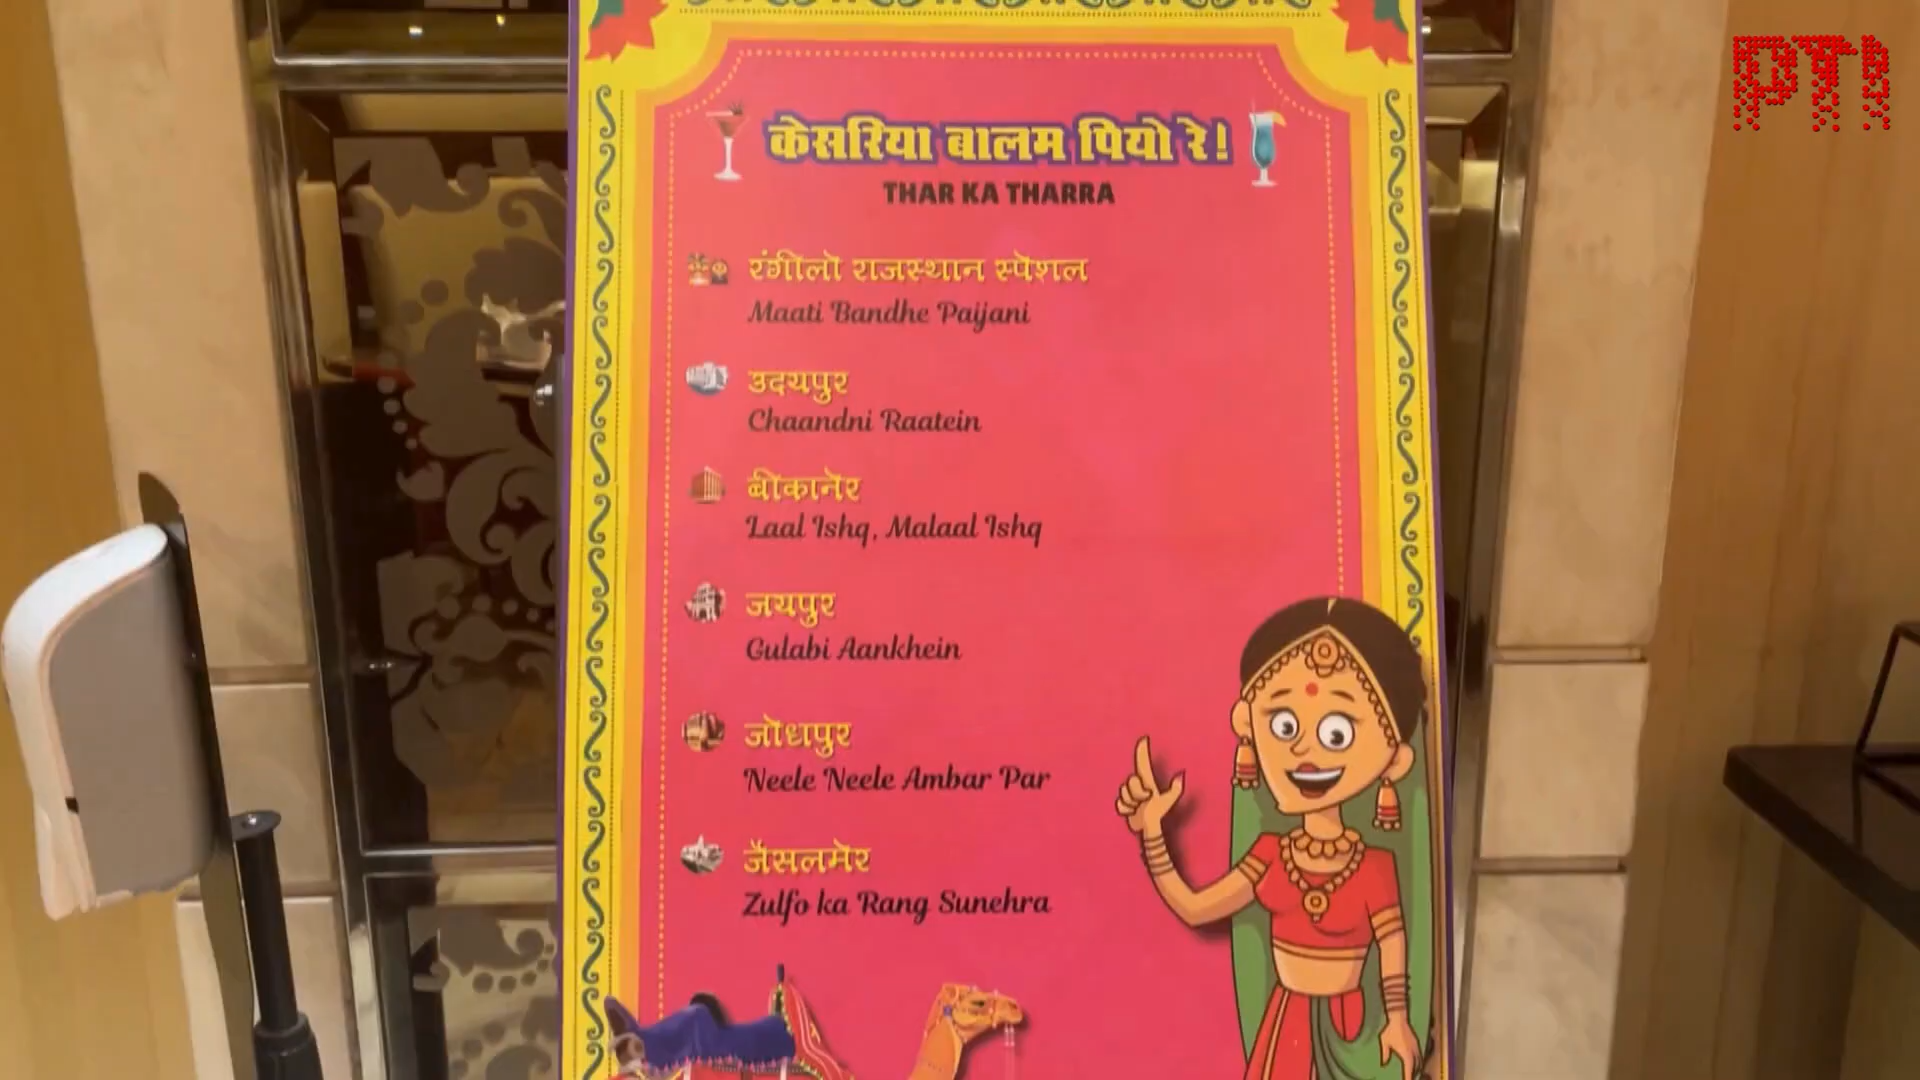 PTI
केसरिया बालम पियो रे!
THAR KA THARRA
रंगीलो राजस्थान स्पेशल
Maati Bandhe Paijani
उदयपुर
Chaandni Raatein
बीकानेर
Laal Ishq, Malaal Ishq
जयपुर
Gulabi Aankhein
जोधपुर
Neele Neele Ambar Par
जैसलमेर
Zulfo ka Rang Sunehra